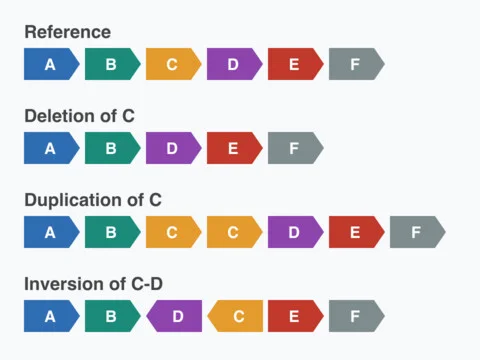 Reference
A B C D E F
Deletion of C
A B D E F
Duplication of C
A B C C D E F
Inversion of C-D
A B D C E F